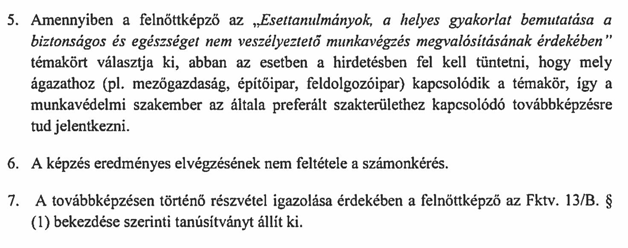 5. Amennyiben a felnőttképző az „Esettanulmányok, a helyes gyakorlat bemutatása a
biztonságos és egészséget nem veszélyeztető munkavégzés megvalósításának érdekében”
témakört választja ki, abban az esetben a hirdetésben fel kell tüntetni, hogy mely
ágazathoz (pl. mezőgazdaság, építőipar, feldolgozóipar) kapcsolódik a témakör, így a
munkavédelmi szakember az általa preferált szakterülethez kapcsolódó továbbképzésre
tud jelentkezni.
6. A képzés eredményes elvégzésének nem feltétele a számonkérés.
7. A továbbképzésen történő részvétel igazolása érdekében a felnőttképző az Fktv. 13/B. §
(1) bekezdése szerinti tanúsítványt állít ki.